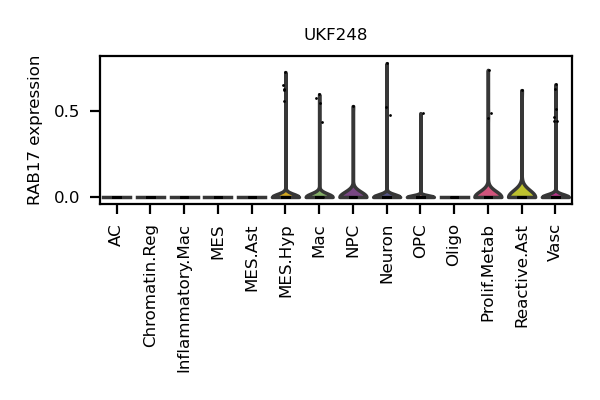 UKF248
RAB17 expression
0.5
0.0
AC
Chromatin.Reg
Inflammatory.Mac
MES
MES.Ast
MES.Hyp
Mac
NPC
Neuron
OPC
Oligo
Prolif.Metab
Reactive.Ast
Vasc